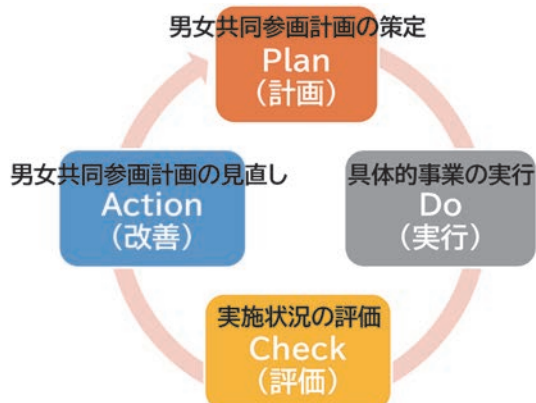 男女共同参画計画の策定
Plan
（計画）
具体的事業の実行
Do
（実行）
実施状況の評価
Check
（評価）
男女共同参画計画の見直し
Action
（改善）